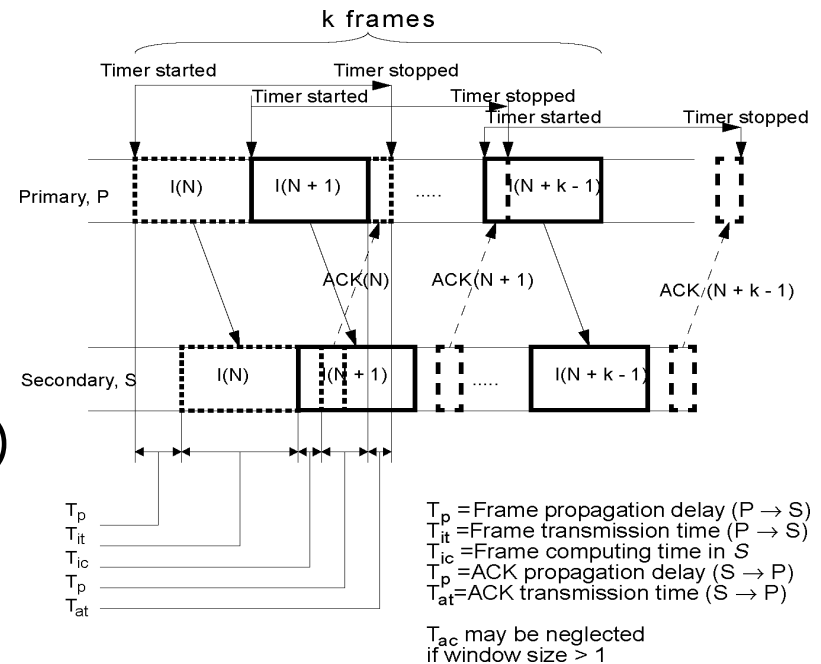 k frames
Timer started Timer stopped
Timer started Timer stopped
Timer started Timer stopped
Primary, P
I(N)
I(N + 1)
.....
I(N + k - 1)
ACK(N)
ACK(N + 1)
ACK (N + k - 1)
Secondary, S
I(N)
I(N + 1)
.....
I(N + k - 1)
)
Tp
Tit
Tic
Tp
Tat
Tp =Frame propagation delay (P → S)
Tit =Frame transmission time (P → S)
Tic =Frame computing time in S
Tp =ACK propagation delay (S → P)
Tat=ACK transmission time (S → P)
Tac may be neglected
if window size > 1